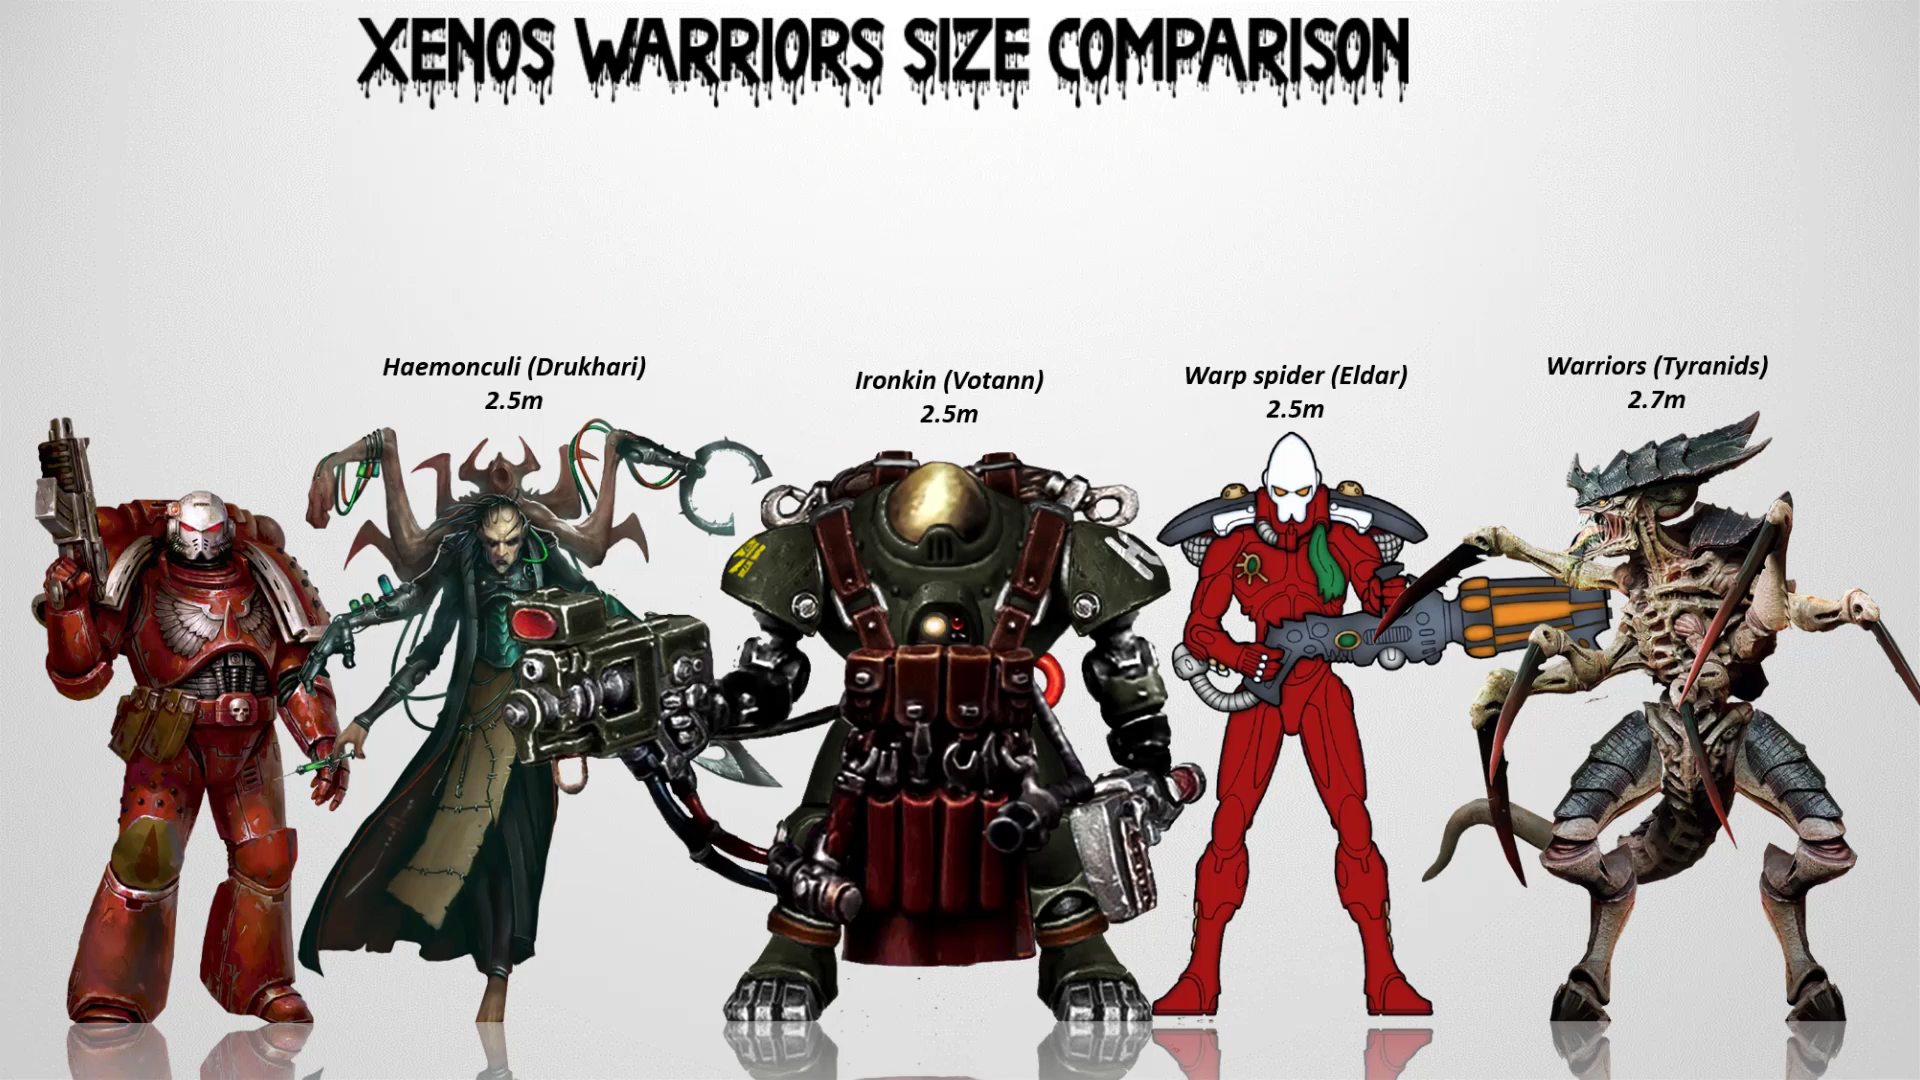 XENOS WARRIORS SIZE COMPARISON
Haemonculi (Drukhari)
2.5m
Ironkin (Votann)
2.5m
Warp spider (Eldar)
2.5m
Warriors (Tyranids)
2.7m